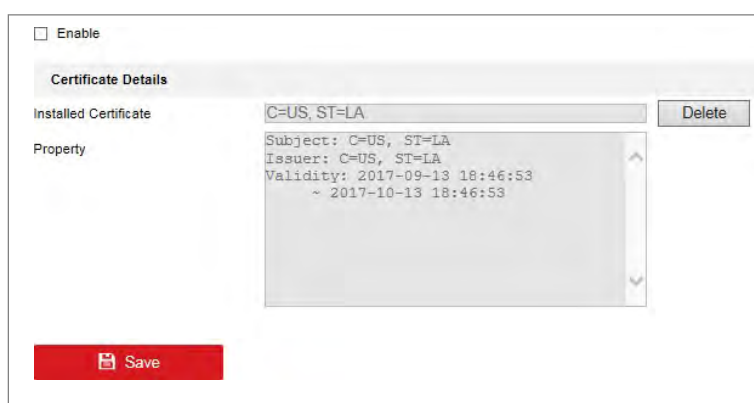 Enable
Certificate Details
Installed Certificate C=US, ST=LA Delete
Property
Subject: C=US, ST=LA
Issuer: C=US, ST=LA
Validity: 2017-09-13 18:46:53
~ 2017-10-13 18:46:53
Save